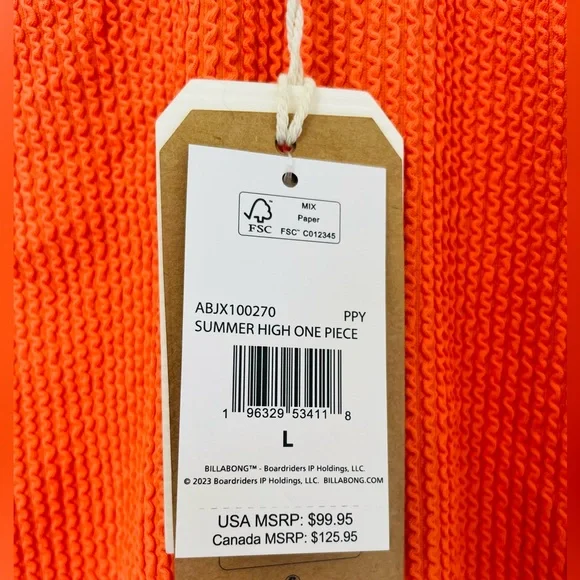 MIX
Paper
FSC
FSC™ C012345
ABJX100270 PPY
SUMMER HIGH ONE PIECE
1 96329 53411 8
L
BILLABONG™ - Boardriders IP Holdings, LLC.
© 2023 Boardriders IP Holdings, LLC. BILLABONG.COM
USA MSRP: $99.95
Canada MSRP: $125.95